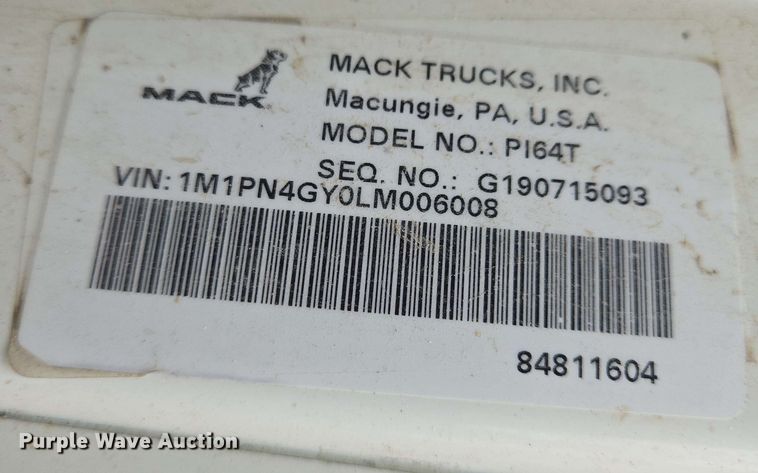 MACK
MACK TRUCKS, INC.
Macungie, PA, U.S.A.
MODEL NO.: PI64T
SEQ. NO.: G190715093
VIN: 1M1PN4GY0LM006008
84811604
Purple Wave Auction